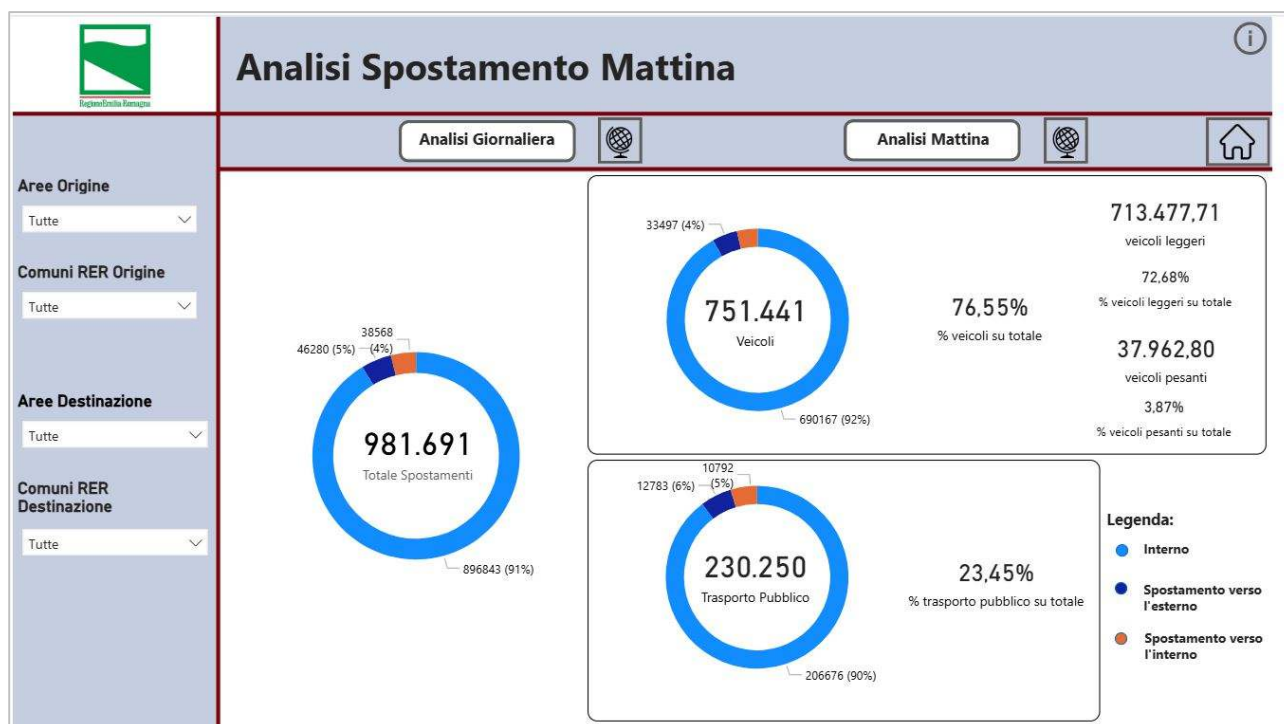 RegioneEmilia-Romagna
Analisi Spostamento Mattina
i
Analisi Giornaliera
Analisi Mattina
Aree Origine
Tutte
Comuni RER Origine
Tutte
Aree Destinazione
Tutte
Comuni RER
Destinazione
Tutte
38568
(4%)
46280 (5%)
981.691
Totale Spostamenti
896843 (91%)
33497 (4%)
751.441
Veicoli
690167 (92%)
76,55%
% veicoli su totale
713.477,71
veicoli leggeri
72,68%
% veicoli leggeri su totale
37.962,80
veicoli pesanti
3,87%
% veicoli pesanti su totale
10792
(5%)
12783 (6%)
230.250
Trasporto Pubblico
206676 (90%)
23,45%
% trasporto pubblico su totale
Legenda:
Interno
Spostamento verso
l'esterno
Spostamento verso
l'interno